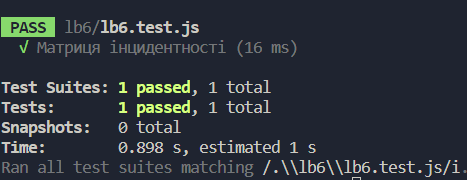 PASS lb6/lb6.test.js
√ Матриця інцидентності (16 ms)
Test Suites: 1 passed, 1 total
Tests: 1 passed, 1 total
Snapshots: 0 total
Time: 0.898 s, estimated 1 s
Ran all test suites matching /.\\lb6\\lb6.test.js/i.